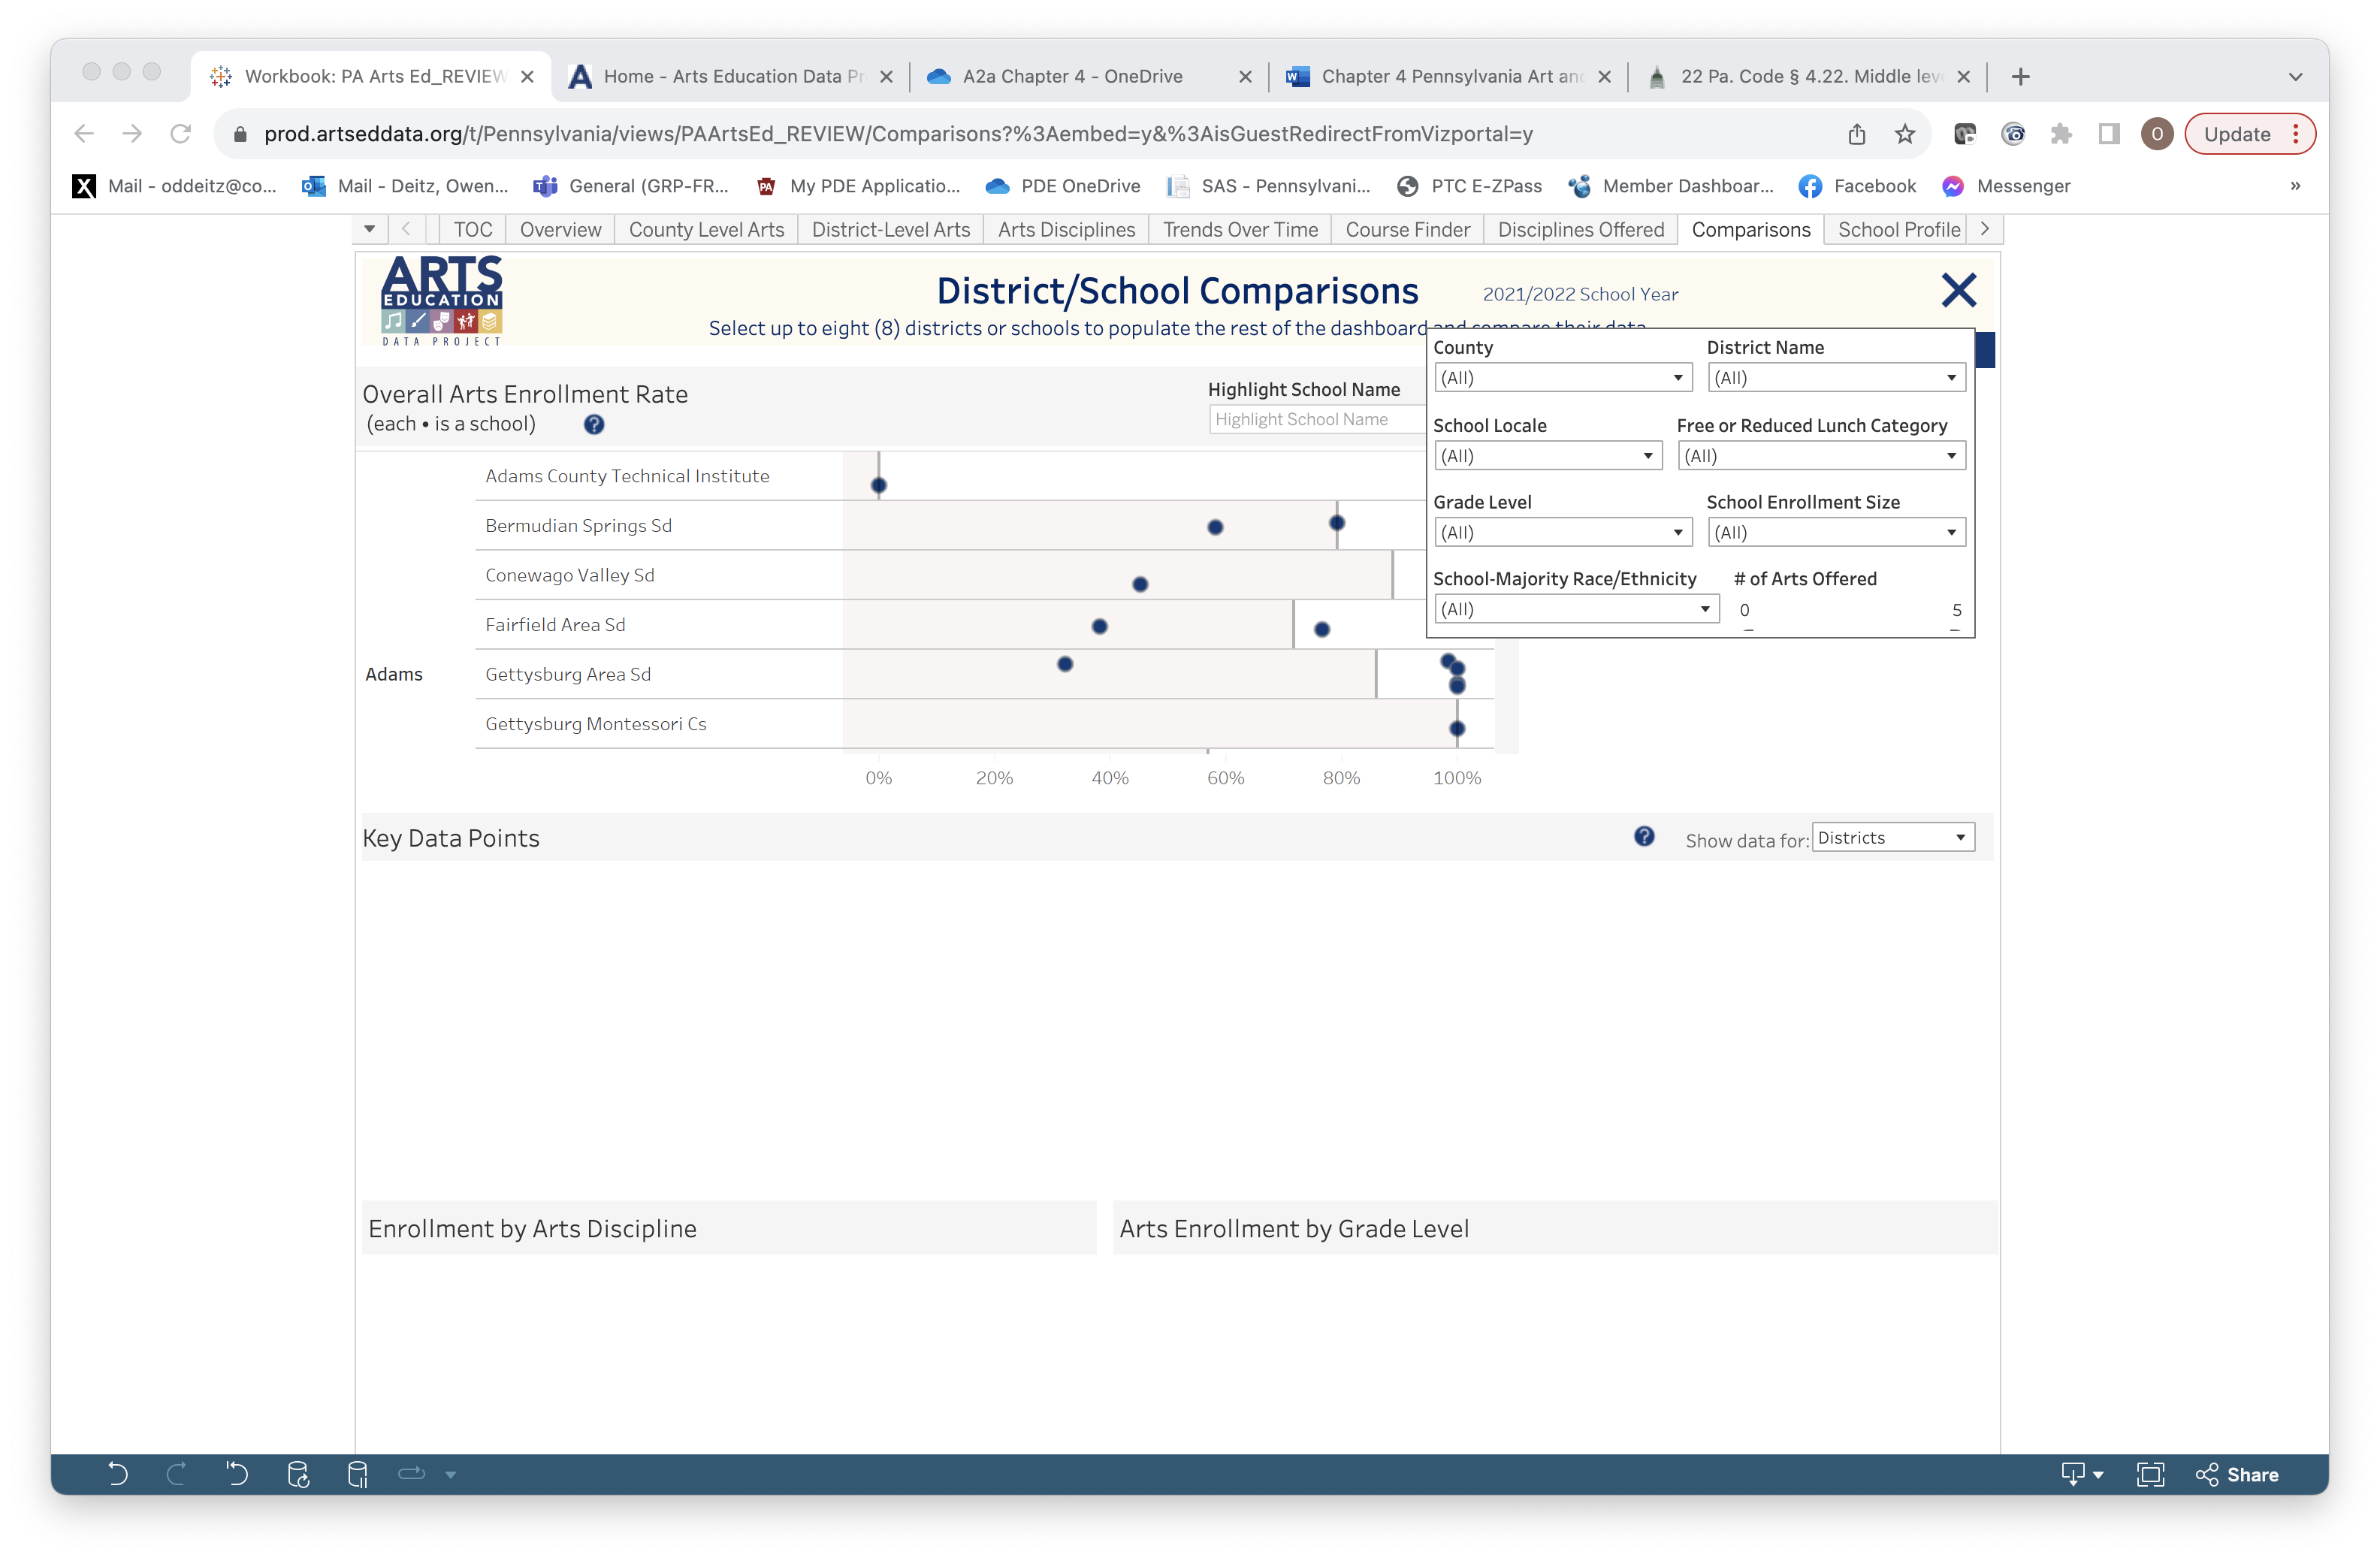 Workbook: PA Arts Ed_REVIEW
Home - Arts Education Data Pr
A2a Chapter 4 - OneDrive
Chapter 4 Pennsylvania Art and
22 Pa. Code § 4.22. Middle leve
prod.artseddata.org/t/Pennsylvania/views/PAArtsEd_REVIEW/Comparisons?%3Aembed=y&%3AisGuestRedirectFromVizportal=y
O
Update
Mail - oddeitz@co...
Mail - Deitz, Owen...
General (GRP-FR...
My PDE Applicatio...
PDE OneDrive
SAS - Pennsylvani...
PTC E-ZPass
Member Dashboar...
Facebook
Messenger
»
TOC
Overview
County Level Arts
District-Level Arts
Arts Disciplines
Trends Over Time
Course Finder
Disciplines Offered
Comparisons
School Profile
ARTS
EDUCATION
DATA PROJECT
District/School Comparisons
2021/2022 School Year
Select up to eight (8) districts or schools to populate the rest of the dashboard and compare their data
County
District Name
(All)
(All)
School Locale
Free or Reduced Lunch Category
(All)
(All)
Grade Level
School Enrollment Size
(All)
(All)
School-Majority Race/Ethnicity
# of Arts Offered
(All)
0
5
Overall Arts Enrollment Rate
(each • is a school)
?
Highlight School Name
Highlight School Name
Adams
Adams County Technical Institute
Bermudian Springs Sd
Conewago Valley Sd
Fairfield Area Sd
Gettysburg Area Sd
Gettysburg Montessori Cs
0%
20%
40%
60%
80%
100%
Key Data Points
?
Show data for:
Districts
Enrollment by Arts Discipline
Arts Enrollment by Grade Level
Share